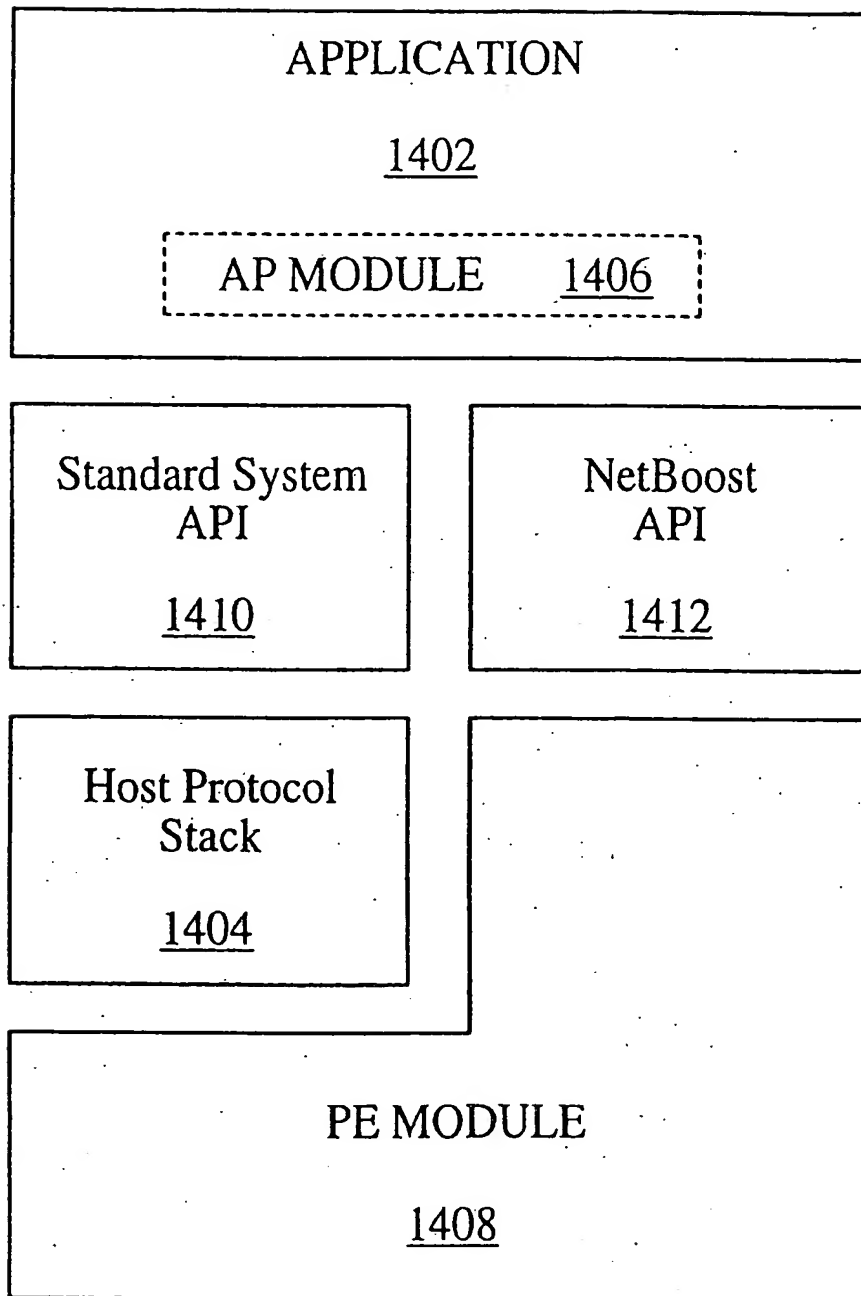 APPLICATION
1402
AP MODULE 1406
Standard System
API
1410
NetBoost
API
1412
Host Protocol
Stack
1404
PE MODULE
1408